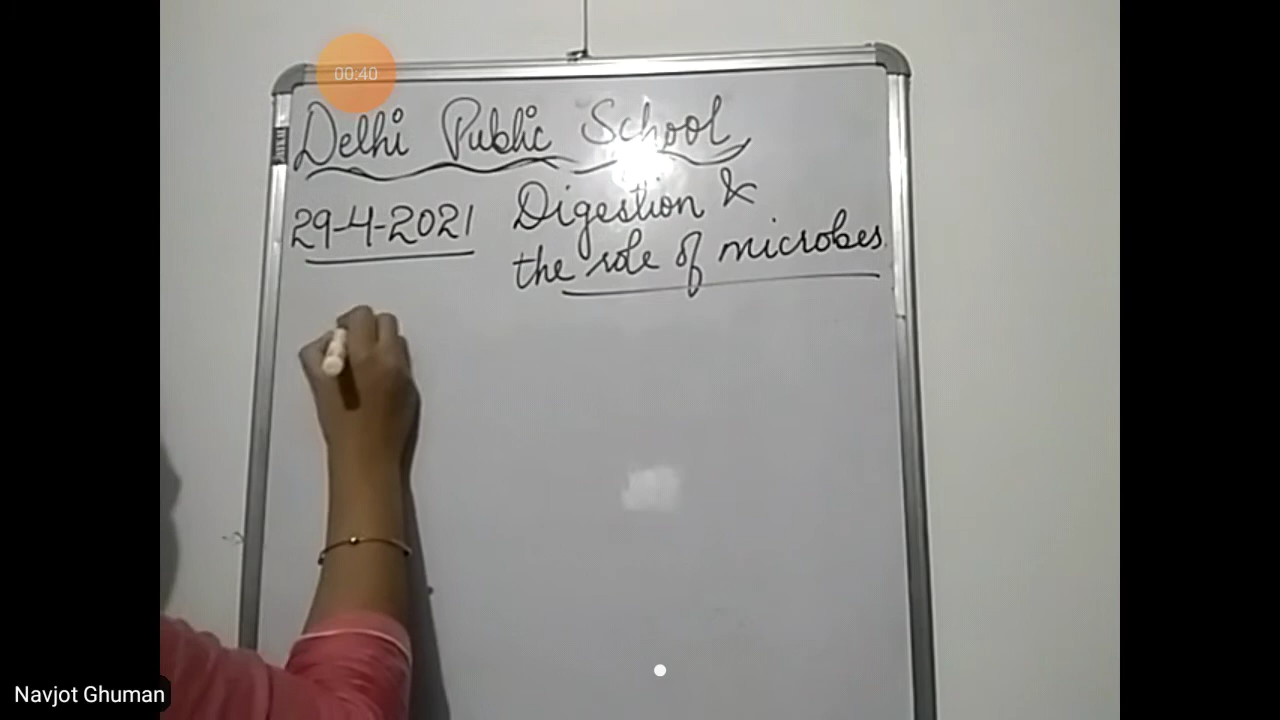 00:40
Delhi Public School
29-4-2021
Digestion &
the role of microbes
Navjot Ghuman